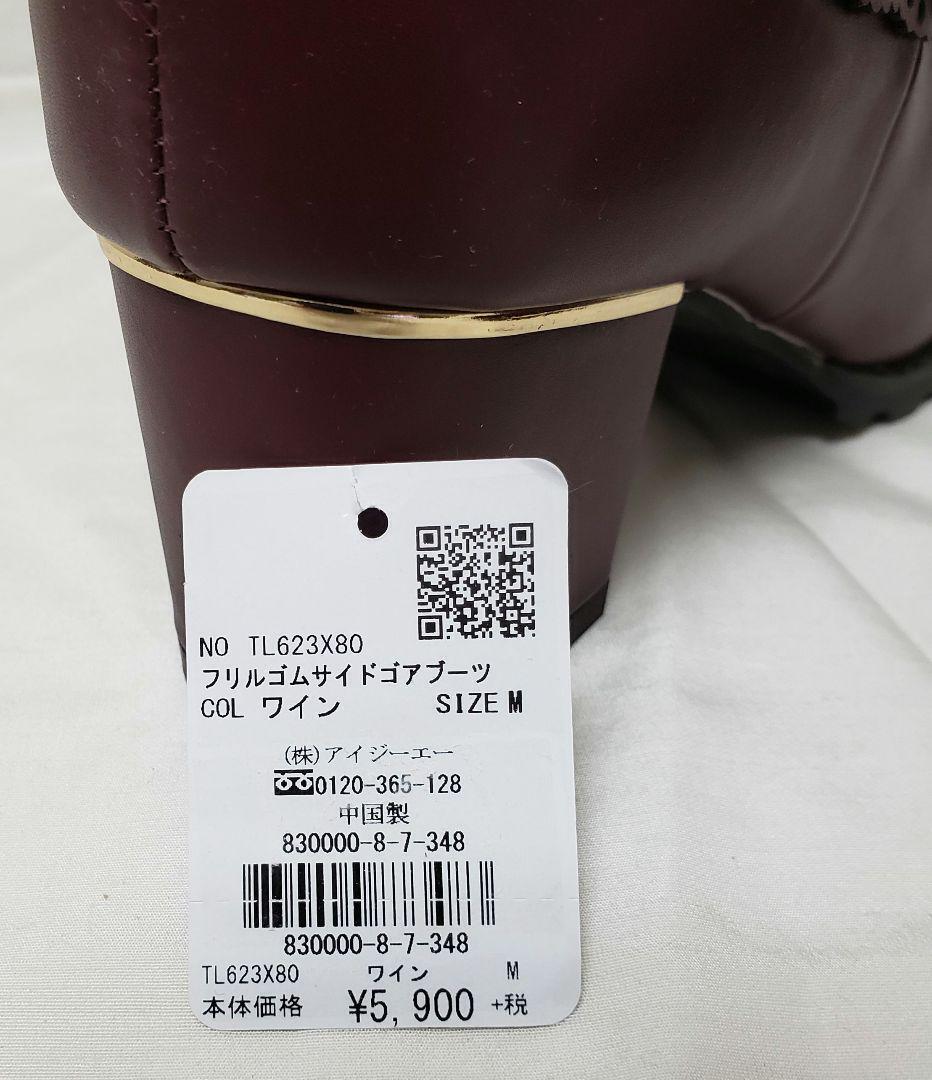 NO TL623X80
フリルゴムサイドゴアブーツ
COL ワイン SIZE M
(株)アイジーエー
0120-365-128
中国製
830000-8-7-348
830000-8-7-348
TL623X80 ワイン M
本体価格 ¥5,900 +税